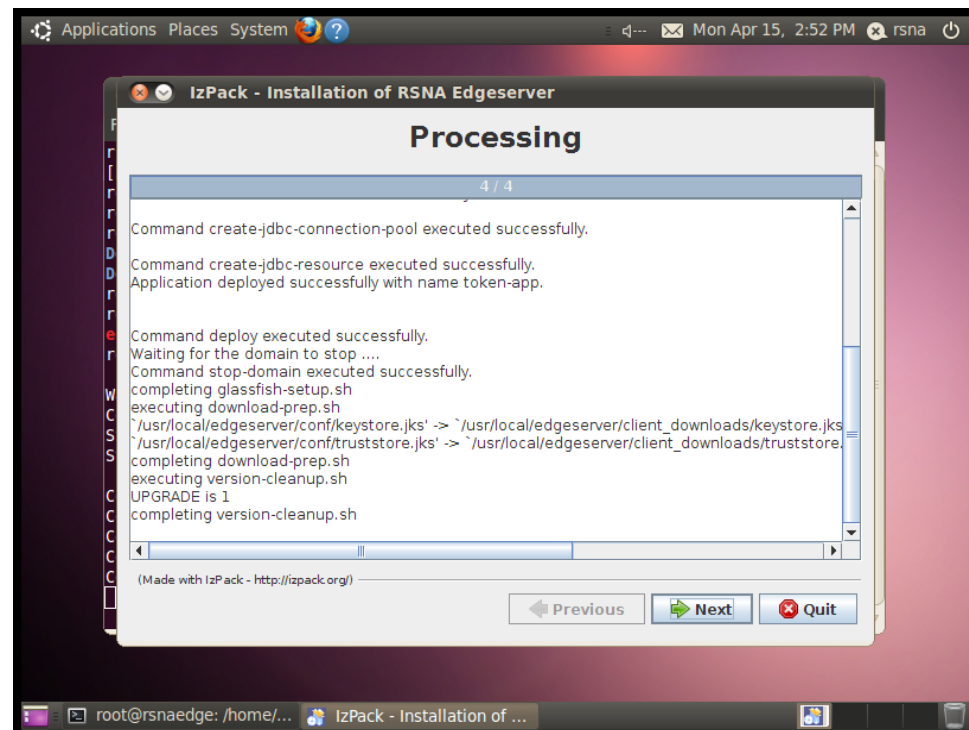 Applications Places System
Mon Apr 15, 2:52 PM
rsna
IzPack - Installation of RSNA Edgeserver
Processing
4 / 4
Command create-jdbc-connection-pool executed successfully.
Command create-jdbc-resource executed successfully.
Application deployed successfully with name token-app.
Command deploy executed successfully.
Waiting for the domain to stop ....
Command stop-domain executed successfully.
completing glassfish-setup.sh
executing download-prep.sh
`/usr/local/edgeserver/conf/keystore.jks' -> `/usr/local/edgeserver/client_downloads/keystore.jks
`/usr/local/edgeserver/conf/truststore.jks' -> `/usr/local/edgeserver/client_downloads/truststore.
completing download-prep.sh
executing version-cleanup.sh
UPGRADE is 1
completing version-cleanup.sh
(Made with IzPack - http://izpack.org/)
Previous
Next
Quit
root@rsnaedge: /home/...
IzPack - Installation of ...